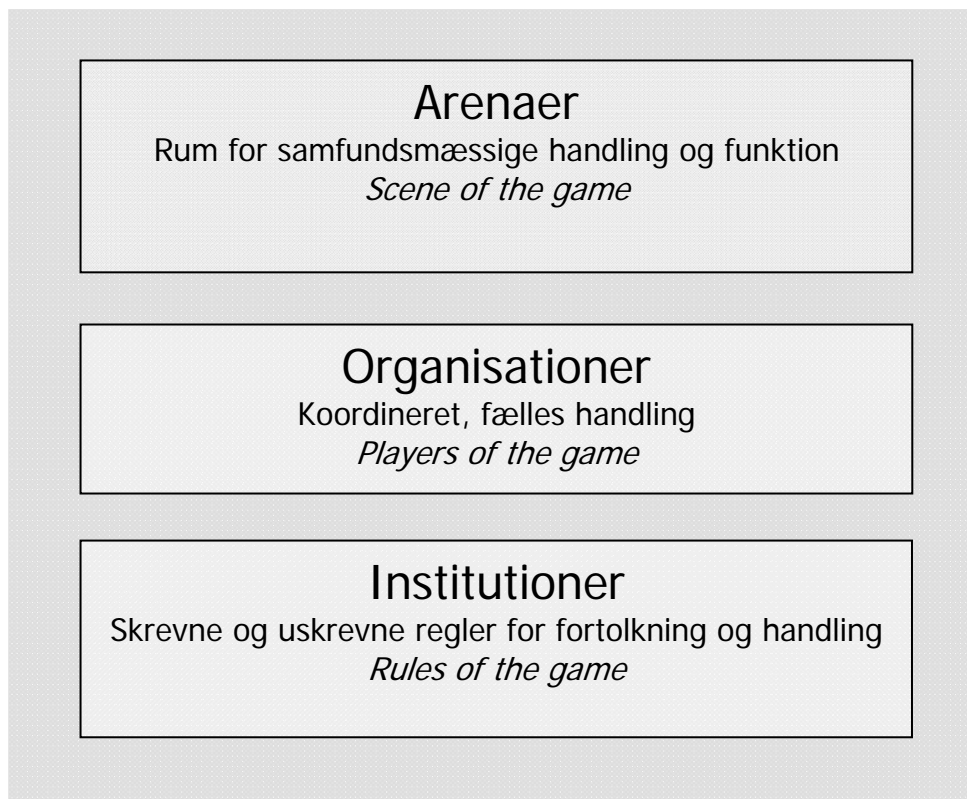 Arenaer
Rum for samfundsmæssige handling og funktion
Scene of the game
Organisationer
Koordineret, fælles handling
Players of the game
Institutioner
Skrevne og uskrevne regler for fortolkning og handling
Rules of the game